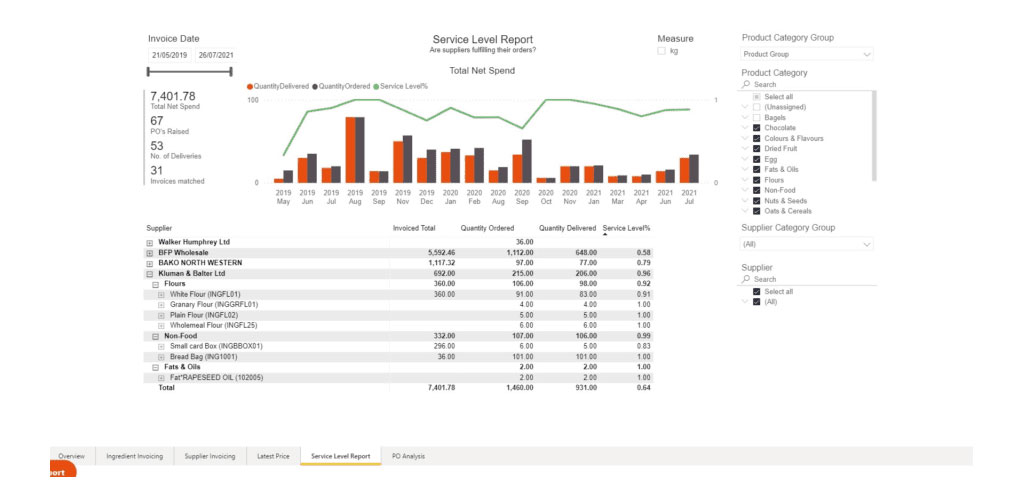 Invoice Date
21/05/2019 26/07/2021
7,401.78
Total Net Spend
67
PO's Raised
53
No. of Deliveries
31
Invoices matched
Service Level Report
Are suppliers fulfilling their orders?
Measure
kg
Total Net Spend
QuantityDelivered QuantityOrdered Service Level%
100
0
1
0
2019 2019 2019 2019 2019 2019 2019 2020 2020 2020 2020 2020 2020 2021 2021 2021 2021 2021
May Jun Jul Aug Sep Nov Dec Jan Feb Aug Sep Oct Nov Jan Mar Apr Jun Jul
Supplier Invoiced Total Quantity Ordered Quantity Delivered Service Level%
Walker Humphrey Ltd 36.00
BFP Wholesale 5,592.46 1,112.00 648.00 0.58
BAKO NORTH WESTERN 1,117.32 97.00 77.00 0.79
Kluman & Balter Ltd 692.00 215.00 206.00 0.96
Flours 360.00 106.00 98.00 0.92
White Flour (INGFL01) 360.00 91.00 83.00 0.91
Granary Flour (INGGRFL01) 4.00 4.00 1.00
Plain Flour (INGFL02) 5.00 5.00 1.00
Wholemeal Flour (INGFL25) 6.00 6.00 1.00
Non-Food 332.00 107.00 106.00 0.99
Small card Box (INGBBOX01) 296.00 6.00 5.00 0.83
Bread Bag (ING1001) 36.00 101.00 101.00 1.00
Fats & Oils 2.00 2.00 1.00
Fat*RAPESEED OIL (102005) 2.00 2.00 1.00
Total 7,401.78 1,460.00 931.00 0.64
Product Category Group
Product Group
Product Category
Search
Select all
(Unassigned)
Bagels
Chocolate
Colours & Flavours
Dried Fruit
Egg
Fats & Oils
Flours
Non-Food
Nuts & Seeds
Oats & Cereals
Supplier Category Group
(All)
Supplier
Search
Select all
(All)
Overview Ingredient Invoicing Supplier Invoicing Latest Price Service Level Report PO Analysis
ort